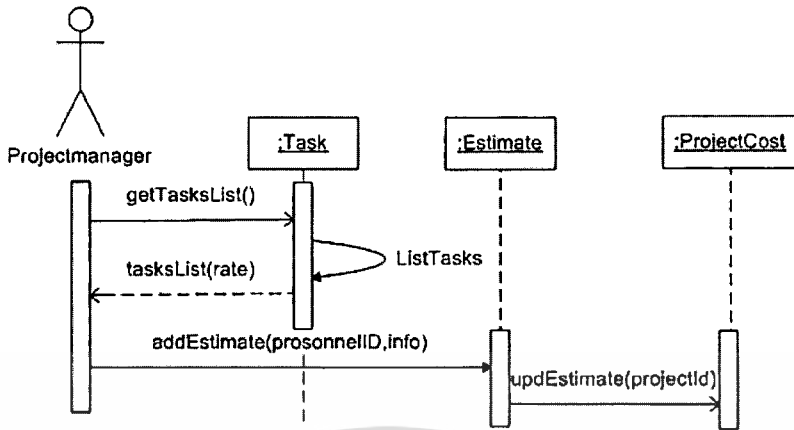 Projectmanager
:Task
:Estimate
:ProjectCost
getTasksList()
ListTasks
tasksList(rate)
addEstimate(prosonnelID,info)
updEstimate(projectId)